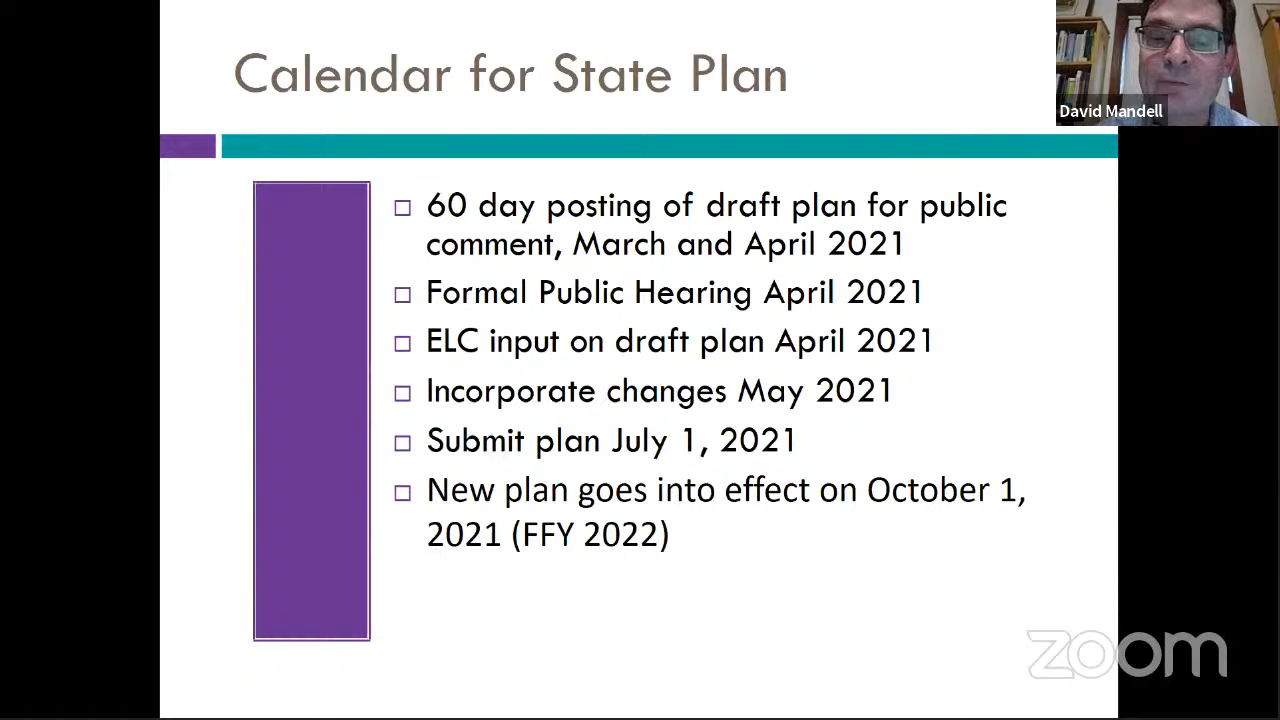 Calendar for State Plan
David Mandell
60 day posting of draft plan for public
comment, March and April 2021
Formal Public Hearing April 2021
ELC input on draft plan April 2021
Incorporate changes May 2021
Submit plan July 1, 2021
New plan goes into effect on October 1,
2021 (FFY 2022)
zoom